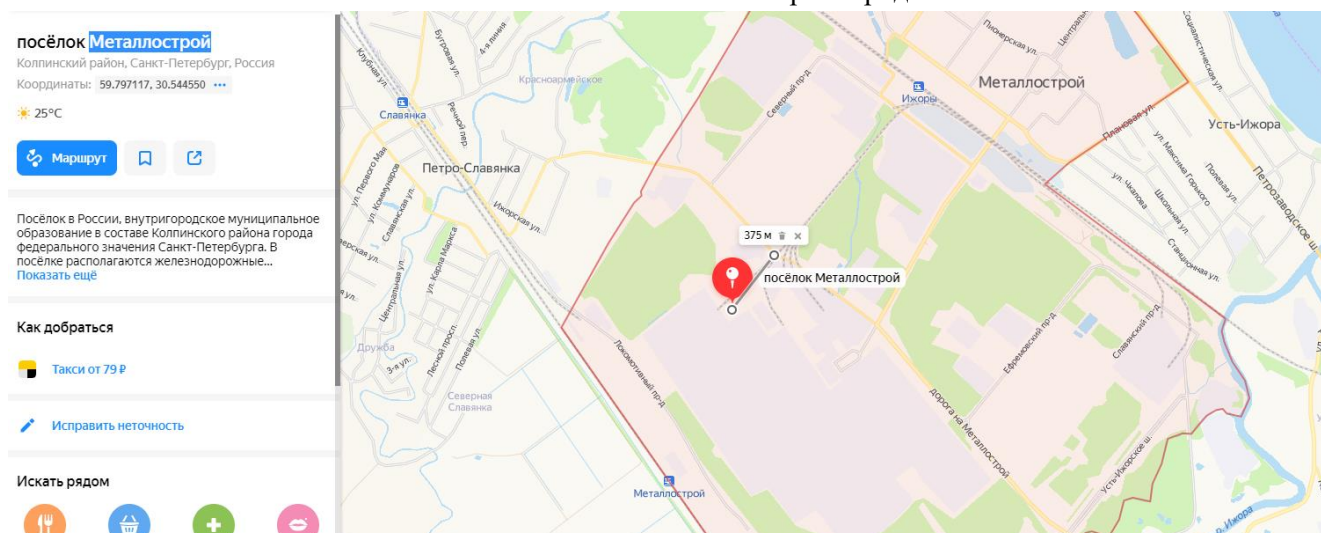 посёлок Металлострой
Колпинский район, Санкт-Петербург, Россия
Координаты: 59.797117, 30.544550 •••
25°C
Маршрут
Посёлок в России, внутригородское муниципальное
образование в составе Колпинского района города
федерального значения Санкт-Петербурга. В
посёлке располагаются железнодорожные...
Показать ещё
Как добраться
Такси от 79 ₽
Исправить неточность
Искать рядом
Клубная ул.
Бугровая ул.
4-я линия
Красноармейское
Славянка
Речной пер.
Петро-Славянка
ул. Первого Мая
ул. Коммунаров
Славянская ул.
Ижорская ул.
ул. Карла Маркса
Центральная ул.
Дружба
3-я ул.
Лесной просп.
Полевая ул.
Северная
Славянка
Северный пр-д
Ижоры
Пионерская ул.
Металлострой
Плановая ул.
Социалистическая ул.
Усть-Ижора
ул. Максима Горького
Полевая ул.
Петрозаводское ш.
ул. Чкалова
Школьная ул.
Станционная ул.
375 м
посёлок Металлострой
Локомотивный пр-д
дорога на Металлострой
Ефремовский пр-д
Славянский пр-д
Усть-Ижорское ш.
Металлострой
р. Ижора